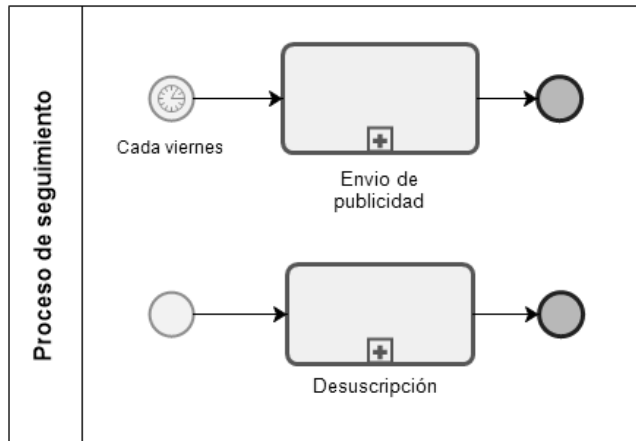 Proceso de seguimiento
Cada viernes
Envio de
publicidad
Desuscripción